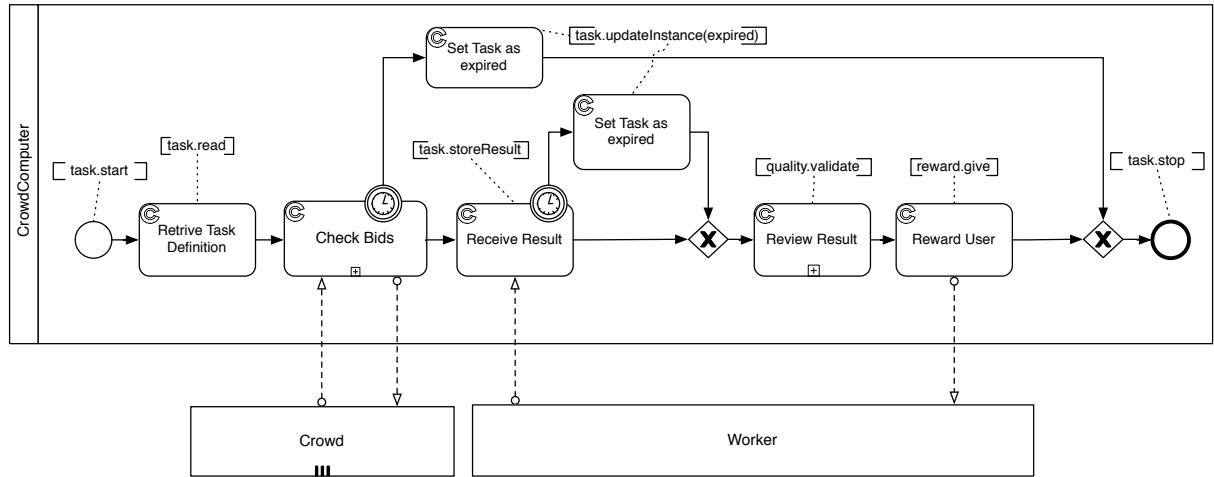 CrowdComputer
task.start
task.read
Retrive Task
Definition
Check Bids
Set Task as
expired
task.updateInstance(expired)
task.storeResult
Receive Result
Set Task as
expired
quality.validate
Review Result
reward.give
Reward User
task.stop
Crowd
Worker